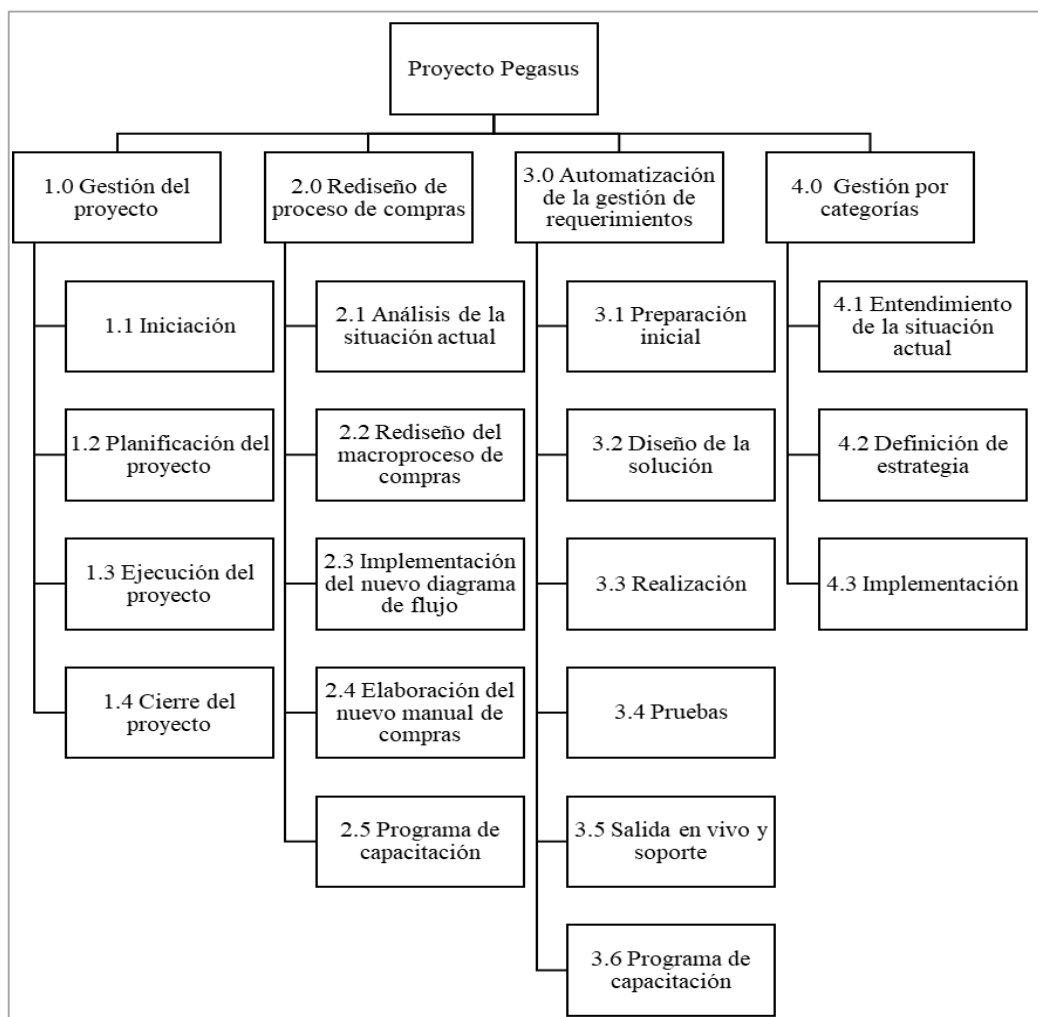 Proyecto Pegasus
1.0 Gestión del
proyecto
1.1 Iniciación
1.2 Planificación del
proyecto
1.3 Ejecución del
proyecto
1.4 Cierre del
proyecto
2.0 Rediseño de
proceso de compras
2.1 Análisis de la
situación actual
2.2 Rediseño del
macroproceso de
compras
2.3 Implementación
del nuevo diagrama
de flujo
2.4 Elaboración del
nuevo manual de
compras
2.5 Programa de
capacitación
3.0 Automatización
de la gestión de
requerimientos
3.1 Preparación
inicial
3.2 Diseño de la
solución
3.3 Realización
3.4 Pruebas
3.5 Salida en vivo y
soporte
3.6 Programa de
capacitación
4.0 Gestión por
categorías
4.1 Entendimiento
de la situación
actual
4.2 Definición de
estrategia
4.3 Implementación